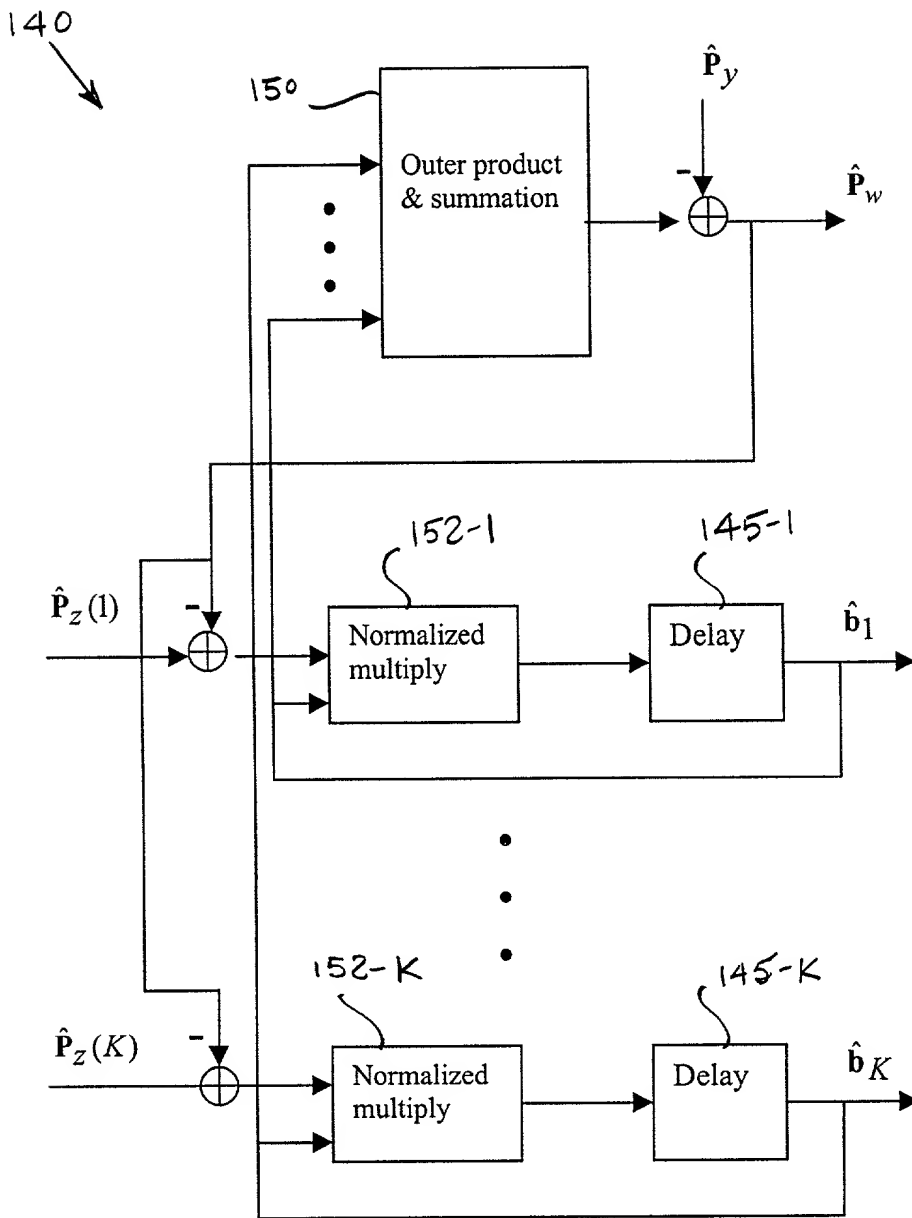 140
150
P̂y
-
Outer product
& summation
P̂w
152-1
145-1
P̂z(1)
-
Normalized
multiply
Delay
b̂1
152-K
145-K
P̂z(K)
-
Normalized
multiply
Delay
b̂K